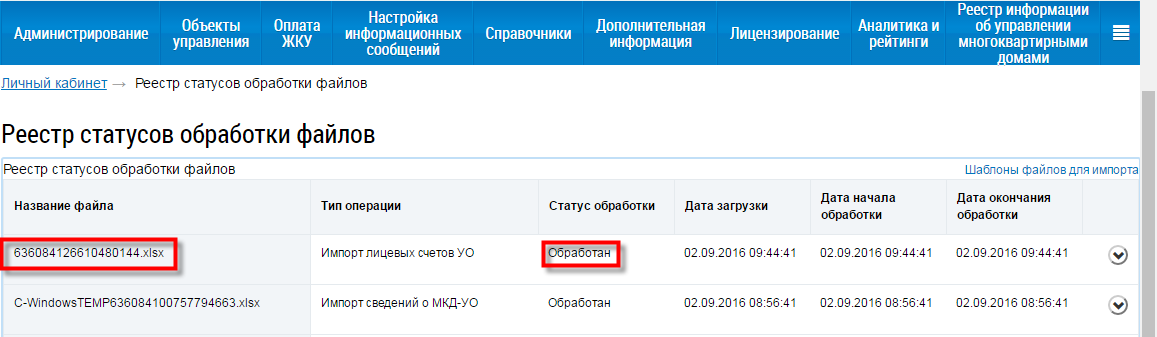 Администрирование
Объекты
управления
Оплата
ЖКУ
Настройка
информационных
сообщений
Справочники
Дополнительная
информация
Лицензирование
Аналитика и
рейтинги
Реестр информации
об управлении
многоквартирными
домами
Личный кабинет → Реестр статусов обработки файлов
Реестр статусов обработки файлов
Реестр статусов обработки файлов
Шаблоны файлов для импорта
Название файла
Тип операции
Статус обработки
Дата загрузки
Дата начала
обработки
Дата окончания
обработки
636084126610480144.xlsx
Импорт лицевых счетов УО
Обработан
02.09.2016 09:44:41
02.09.2016 09:44:41
02.09.2016 09:44:41
C-WindowsTEMP636084100757794663.xlsx
Импорт сведений о МКД-УО
Обработан
02.09.2016 08:56:41
02.09.2016 08:56:41
02.09.2016 08:56:41